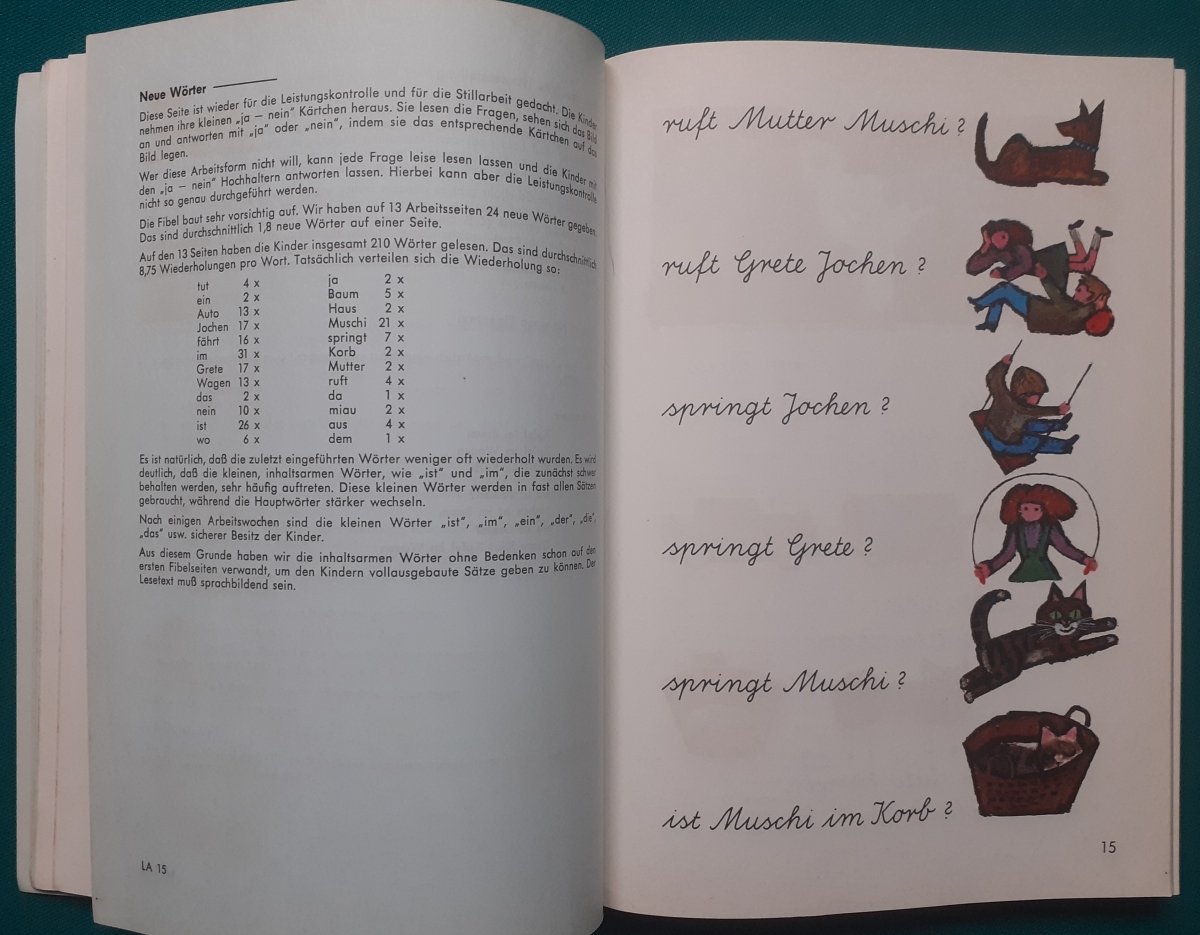 Neue Wörter
Diese Seite ist wieder für die Leistungskontrolle und für die Stillarbeit gedacht. Die Kinder
nehmen ihre kleinen „ja – nein" Kärtchen heraus. Sie lesen die Fragen, sehen sich das Bild
an und antworten mit „ja" oder „nein", indem sie das entsprechende Kärtchen auf das
Bild legen.
Wer diese Arbeitsform nicht will, kann jede Frage leise lesen lassen und die Kinder mit
den „ja – nein" Hochhaltern antworten lassen. Hierbei kann aber die Leistungskontrolle
nicht so genau durchgeführt werden.
Die Fibel baut sehr vorsichtig auf. Wir haben auf 13 Arbeitsseiten 24 neue Wörter gegeben.
Das sind durchschnittlich 1,8 neue Wörter auf einer Seite.
Auf den 13 Seiten haben die Kinder insgesamt 210 Wörter gelesen. Das sind durchschnittlich
8,75 Wiederholungen pro Wort. Tatsächlich verteilen sich die Wiederholung so:
tut 4 x
ein 2 x
Auto 13 x
Jochen 17 x
fährt 16 x
im 31 x
Grete 17 x
Wagen 13 x
das 2 x
nein 10 x
ist 26 x
wo 6 x
ja 2 x
Baum 5 x
Haus 2 x
Muschi 21 x
springt 7 x
Korb 2 x
Mutter 2 x
ruft 4 x
da 1 x
miau 2 x
aus 4 x
dem 1 x
Es ist natürlich, daß die zuletzt eingeführten Wörter weniger oft wiederholt wurden. Es wird
deutlich, daß die kleinen, inhaltsarmen Wörter, wie „ist" und „im", die zunächst schwer
behalten werden, sehr häufig auftreten. Diese kleinen Wörter werden in fast allen Sätzen
gebraucht, während die Hauptwörter stärker wechseln.
Nach einigen Arbeitswochen sind die kleinen Wörter „ist", „im", „ein", „der", „die",
„das" usw. sicherer Besitz der Kinder.
Aus diesem Grunde haben wir die inhaltsarmen Wörter ohne Bedenken schon auf den
ersten Fibelseiten verwandt, um den Kindern vollausgebaute Sätze geben zu können. Der
Lesetext muß sprachbildend sein.
LA 15
ruft Mutter Muschi ?
ruft Grete Jochen ?
springt Jochen ?
springt Grete ?
springt Muschi ?
ist Muschi im Korb ?
15